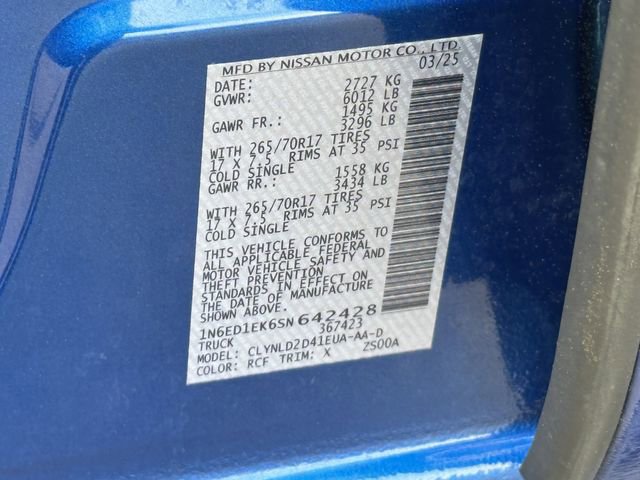 MFD BY NISSAN MOTOR CO., LTD.
DATE: 03/25
GVWR: 2727 KG
6012 LB
GAWR FR.: 1495 KG
3296 LB
WITH 265/70R17 TIRES
17 X 7.5 RIMS AT 35 PSI
COLD SINGLE
GAWR RR.: 1558 KG
3434 LB
WITH 265/70R17 TIRES
17 X 7.5 RIMS AT 35 PSI
COLD SINGLE
THIS VEHICLE CONFORMS TO
ALL APPLICABLE FEDERAL
MOTOR VEHICLE SAFETY AND
THEFT PREVENTION
STANDARDS IN EFFECT ON
THE DATE OF MANUFACTURE
SHOWN ABOVE.
1N6ED1EK6SN642428
TRUCK 367423
MODEL: CLYNLD2D41EUA-AA-D
COLOR: RCF TRIM: X ZS00A